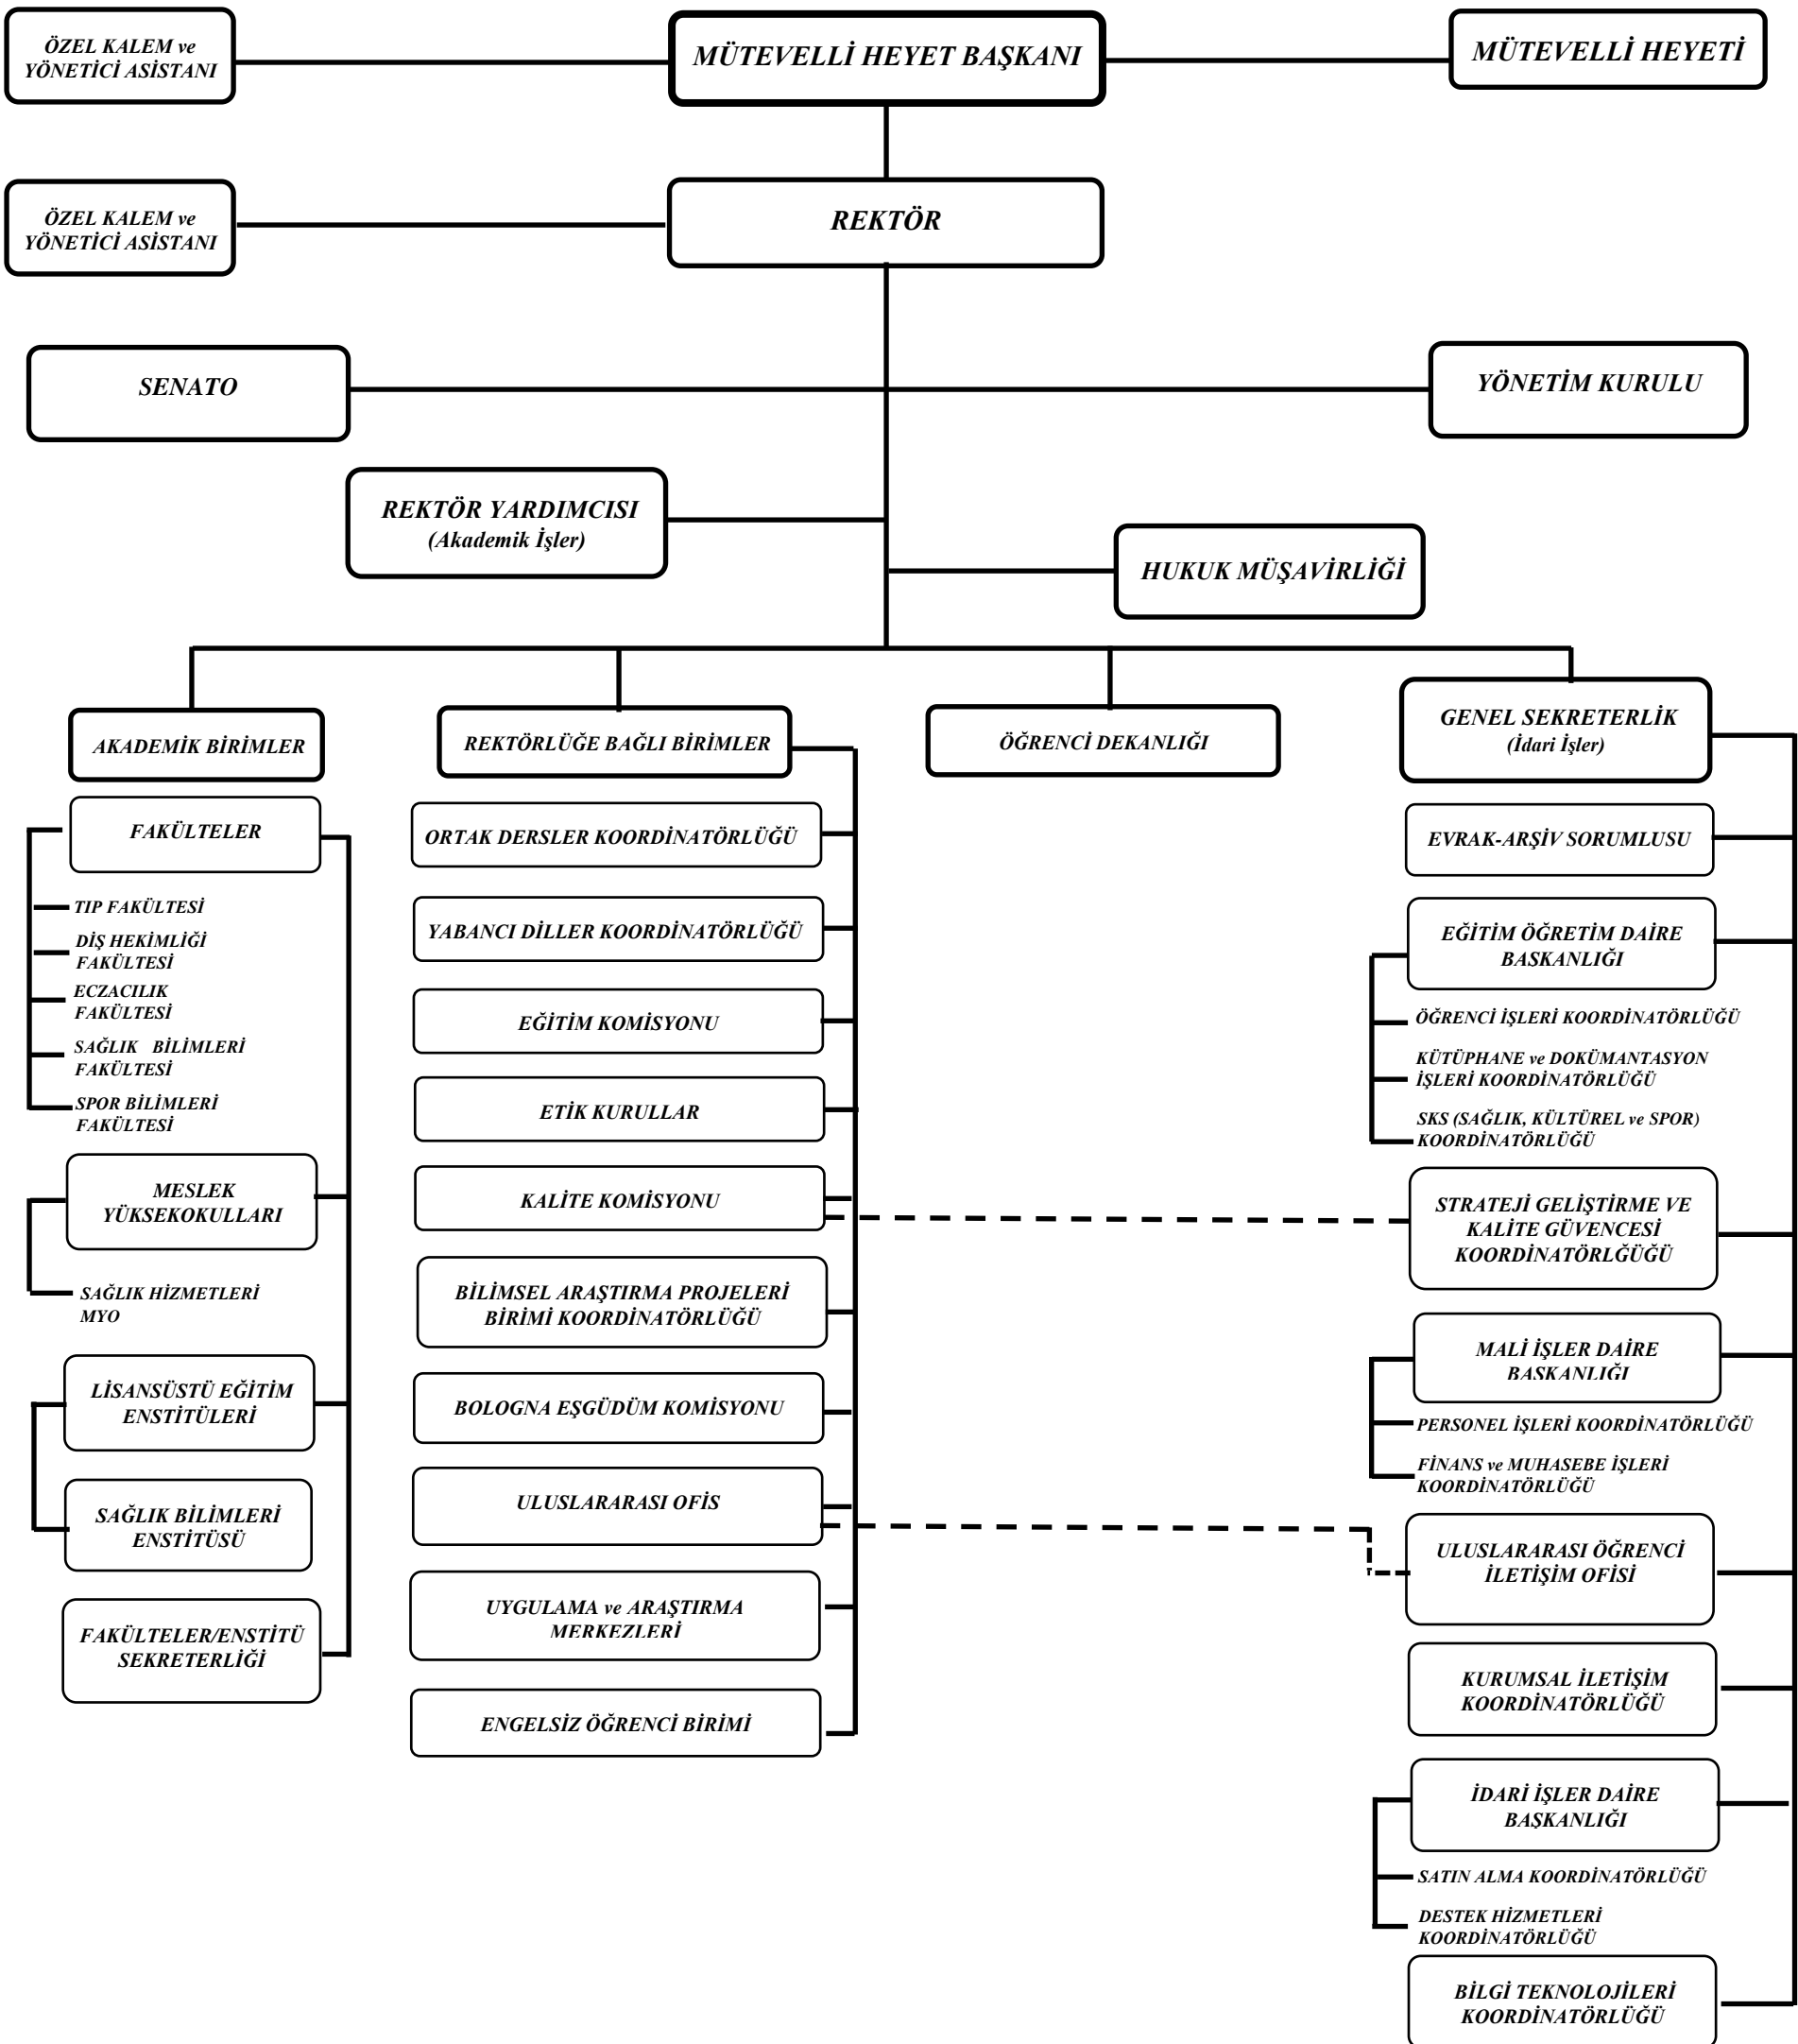 ÖZEL KALEM ve
YÖNETİCİ ASİSTANI
MÜTEVELLİ HEYET BAŞKANI
MÜTEVELLİ HEYETİ
ÖZEL KALEM ve
YÖNETİCİ ASİSTANI
REKTÖR
SENATO
YÖNETİM KURULU
REKTÖR YARDIMCISI
(Akademik İşler)
HUKUK MÜŞAVİRLİĞİ
AKADEMİK BİRİMLER
FAKÜLTELER
TIP FAKÜLTESİ
DİŞ HEKİMLİĞİ
FAKÜLTESİ
ECZACILIK
FAKÜLTESİ
SAĞLIK BİLİMLERİ
FAKÜLTESİ
SPOR BİLİMLERİ
FAKÜLTESİ
MESLEK
YÜKSEKOKULLARI
SAĞLIK HİZMETLERİ
MYO
LİSANSÜSTÜ EĞİTİM
ENSTİTÜLERİ
SAĞLIK BİLİMLERİ
ENSTİTÜSÜ
FAKÜLTELER/ENSTİTÜ
SEKRETERLİĞİ
REKTÖRLÜĞE BAĞLI BİRİMLER
ORTAK DERSLER KOORDİNATÖRLÜĞÜ
YABANCI DİLLER KOORDİNATÖRLÜĞÜ
EĞİTİM KOMİSYONU
ETİK KURULLAR
KALİTE KOMİSYONU
BİLİMSEL ARAŞTIRMA PROJELERİ
BİRİMİ KOORDİNATÖRLÜĞÜ
BOLOGNA EŞGÜDÜM KOMİSYONU
ULUSLARARASI OFİS
UYGULAMA ve ARAŞTIRMA
MERKEZLERİ
ENGELSİZ ÖĞRENCİ BİRİMİ
ÖĞRENCİ DEKANLIĞI
GENEL SEKRETERLİK
(İdari İşler)
EVRAK-ARŞİV SORUMLUSU
EĞİTİM ÖĞRETİM DAİRE
BASKANLIĞI
ÖĞRENCİ İŞLERİ KOORDİNATÖRLÜĞÜ
KÜTÜPHANE ve DOKÜMANTASYON
İŞLERİ KOORDİNATÖRLÜĞÜ
SKS (SAĞLIK, KÜLTÜREL ve SPOR)
KOORDİNATÖRLÜĞÜ
STRATEJİ GELİŞTİRME VE
KALİTE GÜVENCESİ
KOORDİNATÖRLĞÜĞÜ
MALİ İŞLER DAİRE
BAŞKANLIĞI
PERSONEL İŞLERİ KOORDİNATÖRLÜĞÜ
FİNANS ve MUHASEBE İŞLERİ
KOORDİNATÖRLÜĞÜ
ULUSLARARASI ÖĞRENCİ
İLETİŞİM OFİSİ
KURUMSAL İLETİŞİM
KOORDİNATÖRLÜĞÜ
İDARİ İŞLER DAİRE
BAŞKANLIĞI
SATIN ALMA KOORDİNATÖRLÜĞÜ
DESTEK HİZMETLERİ
KOORDİNATÖRLÜĞÜ
BİLGİ TEKNOLOJİLERİ
KOORDİNATÖRLÜĞÜ